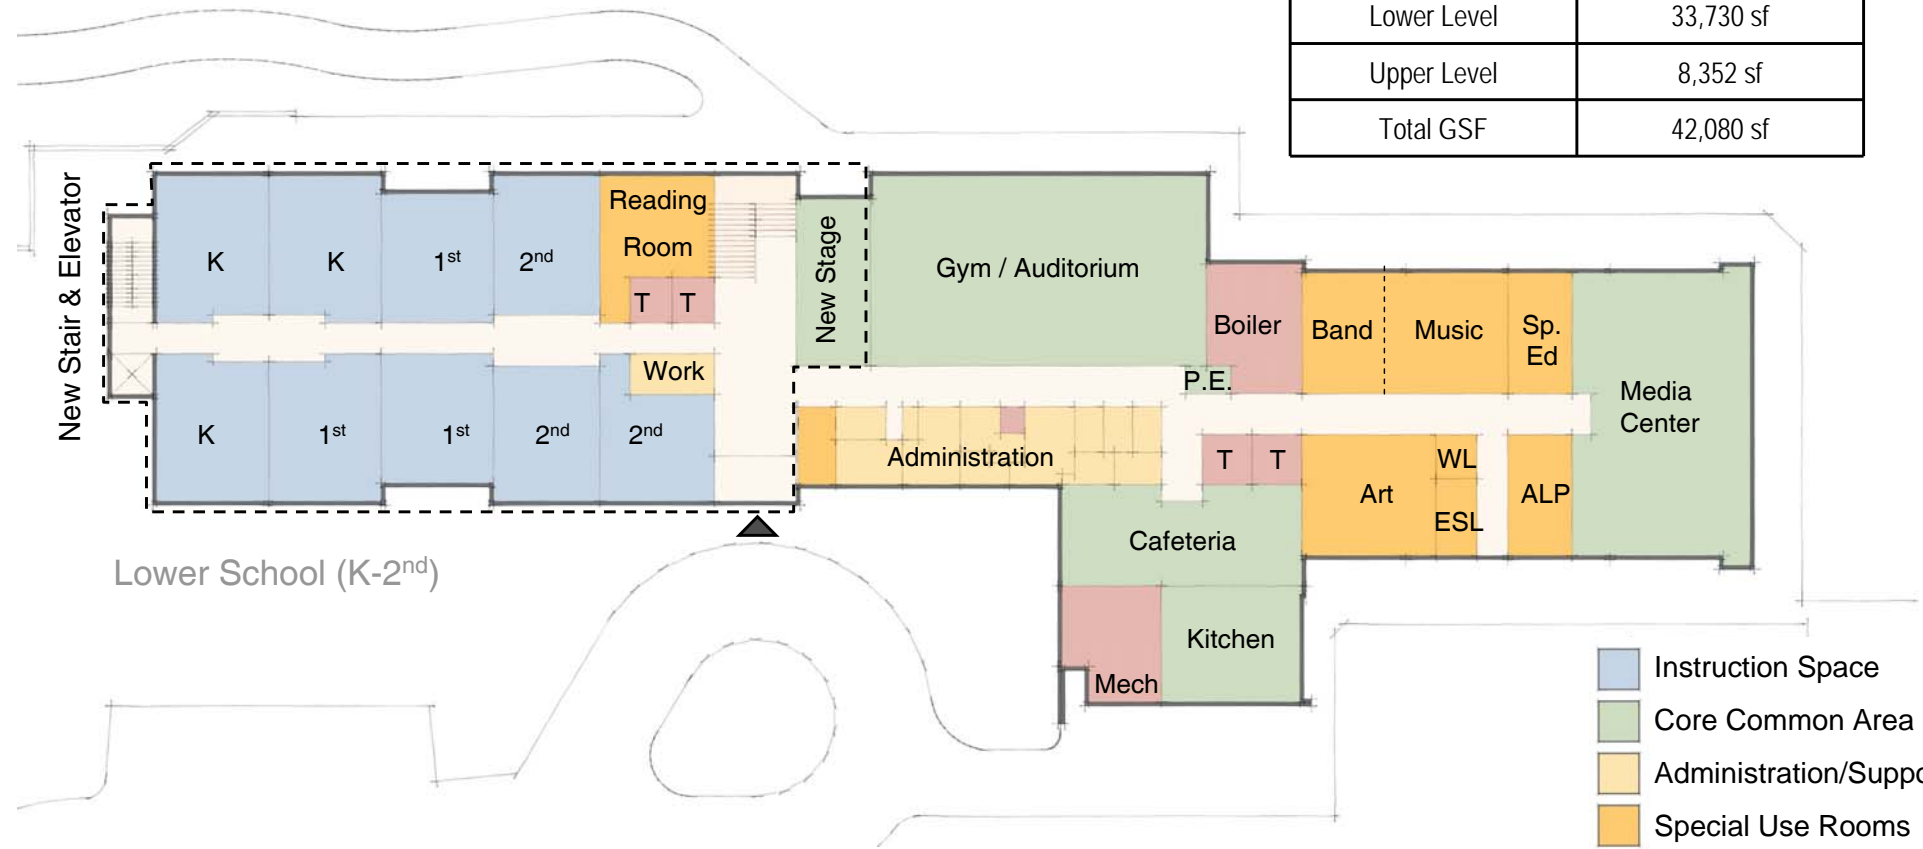 Lower Level 33,730 sf
Upper Level 8,352 sf
Total GSF 42,080 sf
New Stair & Elevator
K
K
1st
2nd
Reading
Room
T
T
New Stage
Gym / Auditorium
Boiler
Band
Music
Sp.
Ed
Media
Center
P.E.
Work
K
1st
1st
2nd
2nd
Administration
T
T
Art
WL
ESL
ALP
Cafeteria
Kitchen
Mech
Lower School (K-2nd)
Instruction Space
Core Common Area
Administration/Suppo
Special Use Rooms